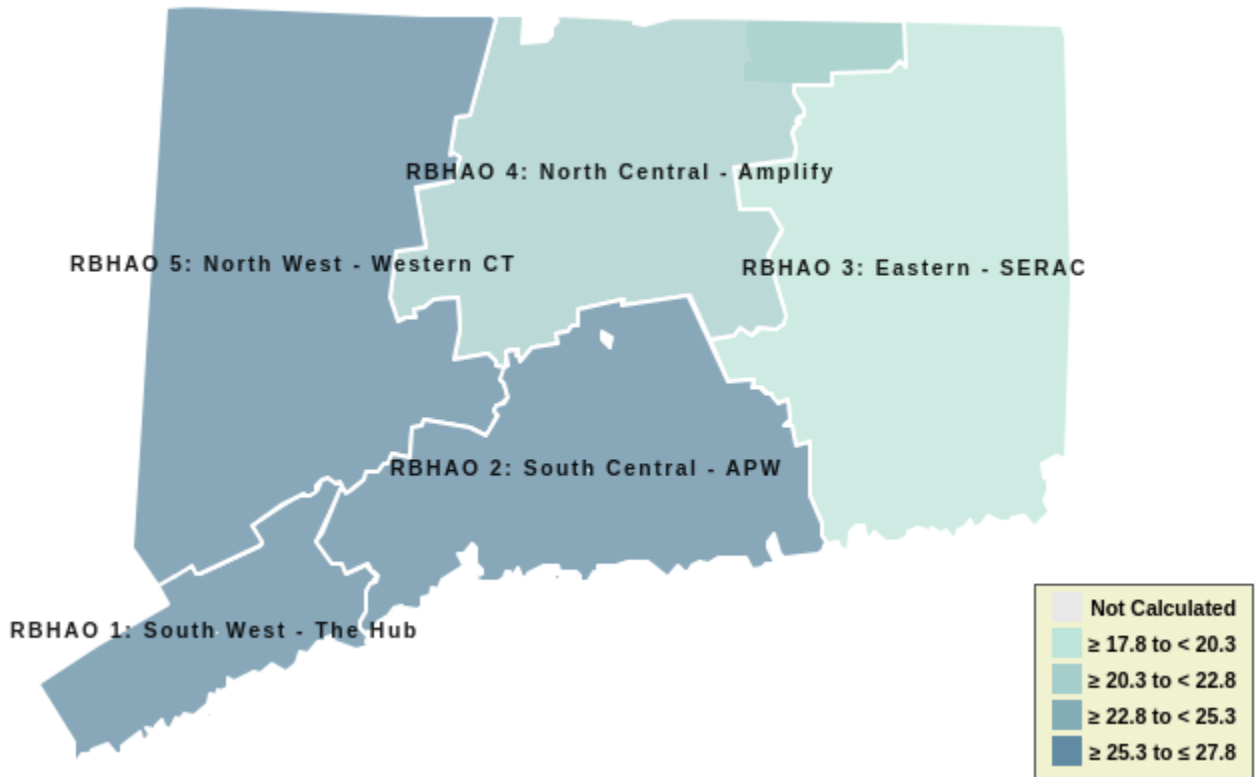 RBHAO 4: North Central - Amplify
RBHAO 5: North West - Western CT
RBHAO 3: Eastern - SERAC
RBHAO 2: South Central - APW
RBHAO 1: South West - The Hub
Not Calculated
≥ 17.8 to < 20.3
≥ 20.3 to < 22.8
≥ 22.8 to < 25.3
≥ 25.3 to ≤ 27.8